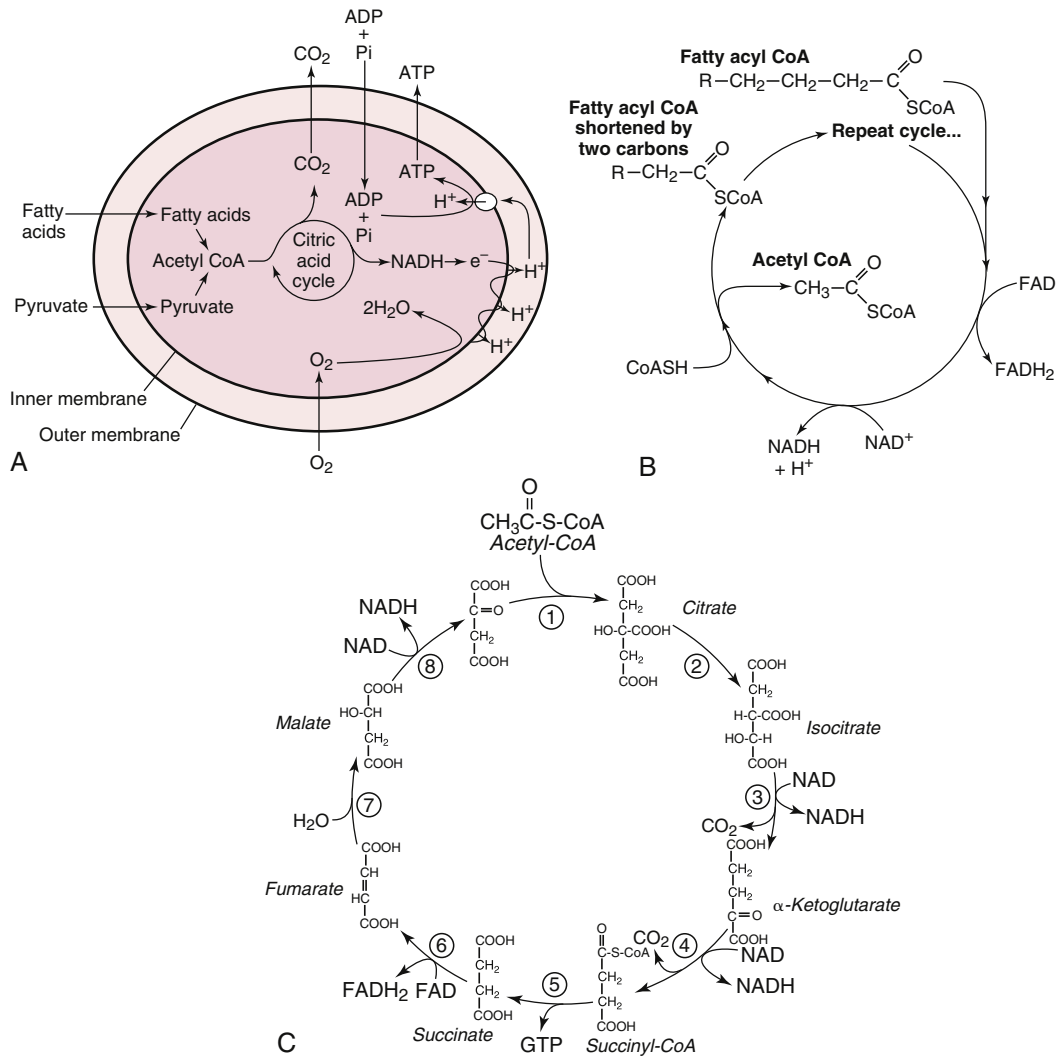 ADP
+
Pi
CO2
ATP
CO2
ATP
ADP
+
Pi
H+
Fatty
acids
Fatty acids
Citric
acid
cycle
Acetyl CoA
NADH
e−
H+
Pyruvate
Pyruvate
2H2O
H+
H+
O2
Inner membrane
Outer membrane
O2
A
Fatty acyl CoA
R–CH2–CH2–CH2–C
O
SCoA
Fatty acyl CoA
shortened by
two carbons
Repeat cycle...
R–CH2–C
O
SCoA
Acetyl CoA
CH3–C
O
SCoA
FAD
FADH2
CoASH
NADH
+ H+
NAD+
B
O
CH3C-S-CoA
Acetyl-CoA
1
COOH
C=O
CH2
COOH
COOH
CH2
HO-C-COOH
CH2
COOH
Citrate
2
COOH
CH2
H-C-COOH
HO-C-H
COOH
Isocitrate
3
NAD
NADH
CO2
COOH
CH2
CH2
C=O
COOH
α-Ketoglutarate
4
NAD
NADH
CO2
O
C-S-CoA
CH2
CH2
COOH
Succinyl-CoA
5
GTP
COOH
CH2
CH2
COOH
Succinate
6
FADH2
FAD
COOH
CH
HC
COOH
Fumarate
7
H2O
COOH
HO-CH
CH2
COOH
Malate
8
NAD
NADH
C